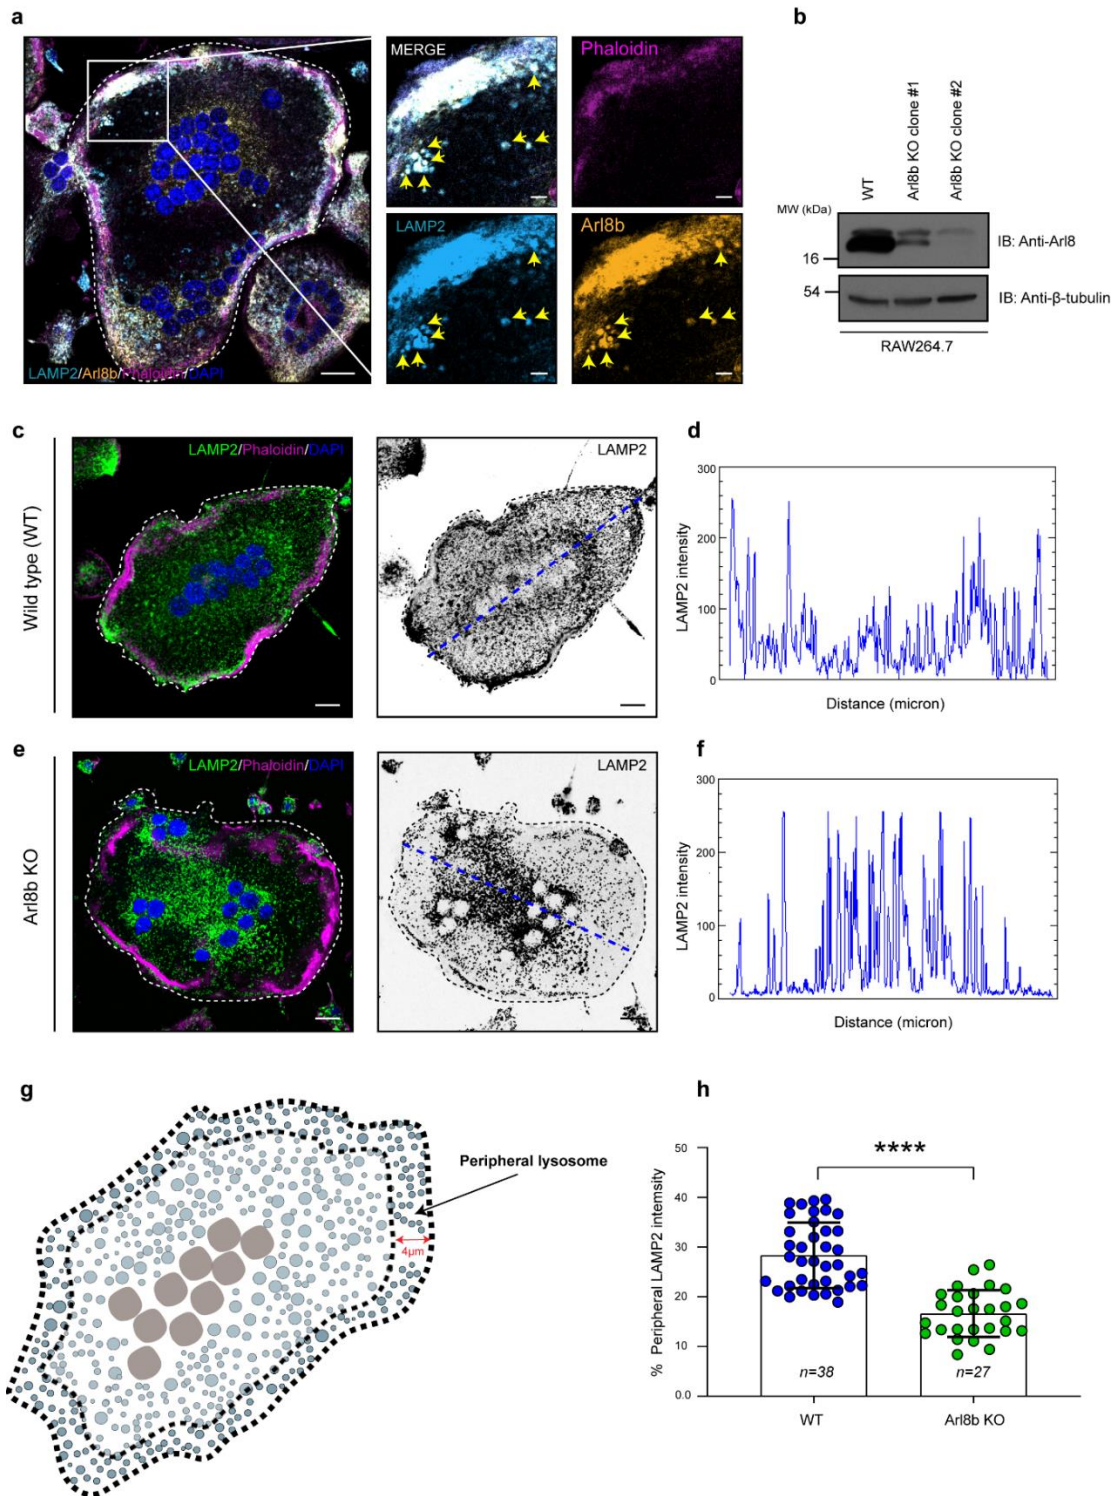 a
MERGE
Phaloidin
LAMP2
Arl8b
LAMP2/Arl8b/Phaloidin/DAPI
b
WT
Arl8b KO clone #1
Arl8b KO clone #2
MW (kDa)
16
IB: Anti-Arl8
54
IB: Anti-β-tubulin
RAW264.7
c
Wild type (WT)
LAMP2/Phaloidin/DAPI
LAMP2
d
300
200
100
0
LAMP2 intensity
Distance (micron)
e
Arl8b KO
LAMP2/Phaloidin/DAPI
LAMP2
f
300
200
100
0
LAMP2 intensity
Distance (micron)
g
Peripheral lysosome
4μm
h
% Peripheral LAMP2 intensity
50
40
30
20
10
0.0
****
n=38
n=27
WT
Arl8b KO